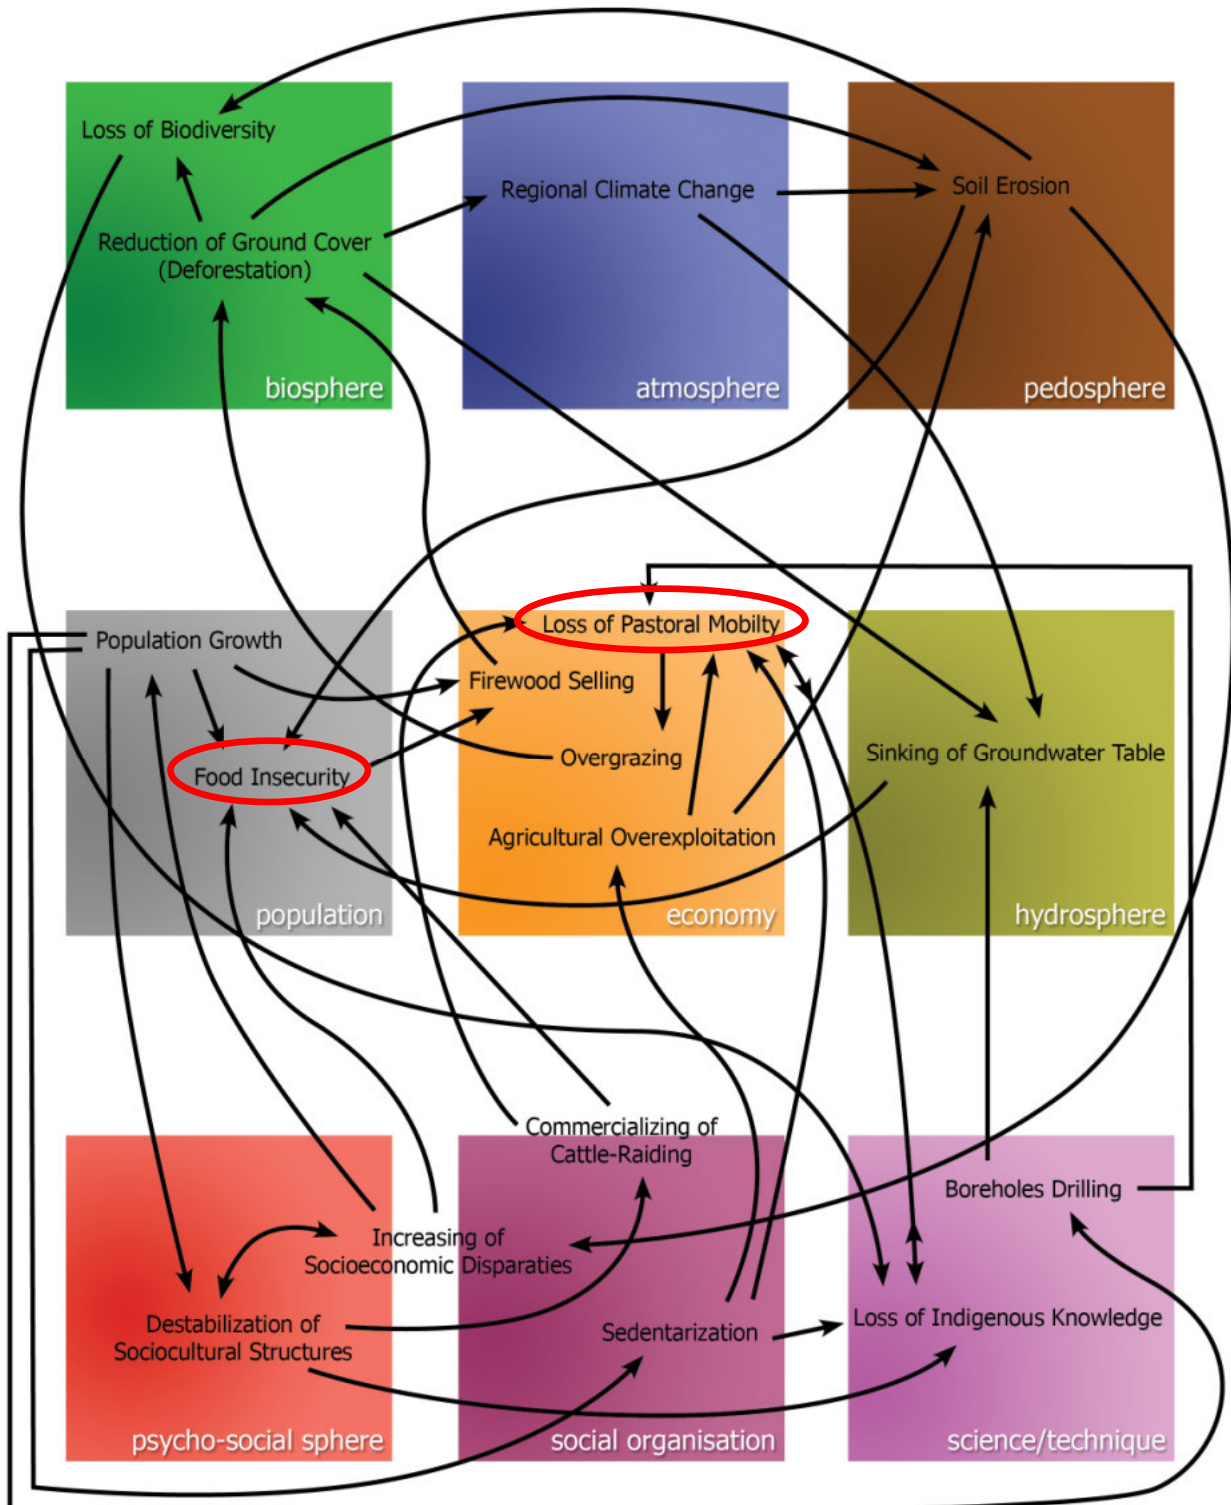 Loss of Biodiversity
Reduction of Ground Cover
(Deforestation)
biosphere
Regional Climate Change
atmosphere
Soil Erosion
pedosphere
Population Growth
Food Insecurity
population
Loss of Pastoral Mobilty
Firewood Selling
Overgrazing
Agricultural Overexploitation
economy
Sinking of Groundwater Table
hydrosphere
Increasing of
Socioeconomic Disparaties
Destabilization of
Sociocultural Structures
psycho-social sphere
Commercializing of
Cattle-Raiding
Sedentarization
social organisation
Boreholes Drilling
Loss of Indigenous Knowledge
science/technique